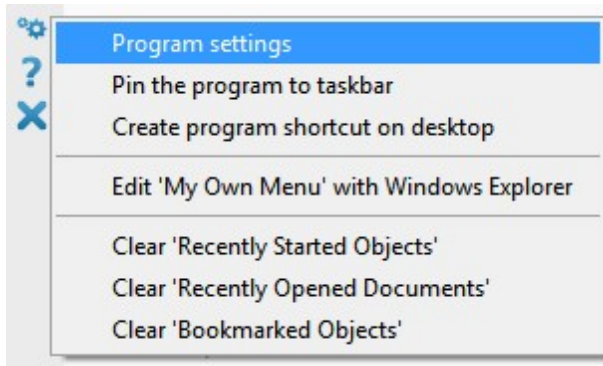 ?
Program settings
Pin the program to taskbar
Create program shortcut on desktop
Edit 'My Own Menu' with Windows Explorer
Clear 'Recently Started Objects'
Clear 'Recently Opened Documents'
Clear 'Bookmarked Objects'